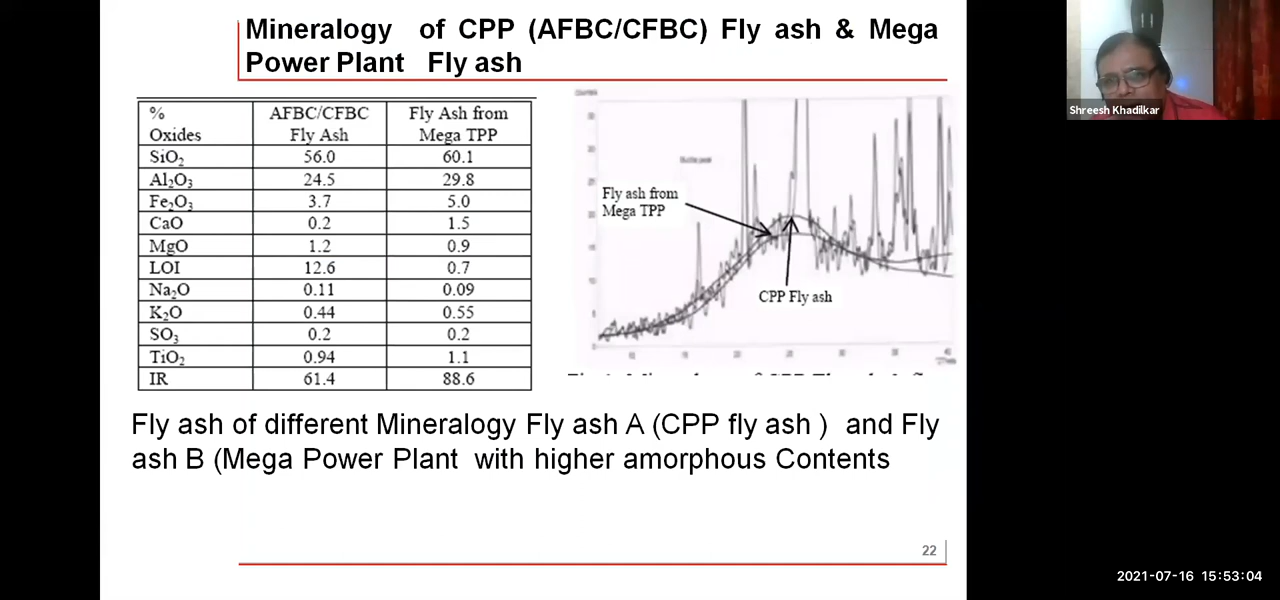 Mineralogy of CPP (AFBC/CFBC) Fly ash & Mega
Power Plant Fly ash
% Oxides AFBC/CFBC Fly Ash Fly Ash from Mega TPP
SiO₂ 56.0 60.1
Al₂O₃ 24.5 29.8
Fe₂O₃ 3.7 5.0
CaO 0.2 1.5
MgO 1.2 0.9
LOI 12.6 0.7
Na₂O 0.11 0.09
K₂O 0.44 0.55
SO₃ 0.2 0.2
TiO₂ 0.94 1.1
IR 61.4 88.6
Fly ash from
Mega TPP
CPP Fly ash
Fly ash of different Mineralogy Fly ash A (CPP fly ash ) and Fly
ash B (Mega Power Plant with higher amorphous Contents
22
Shreesh Khadilkar
2021-07-16 15:53:04